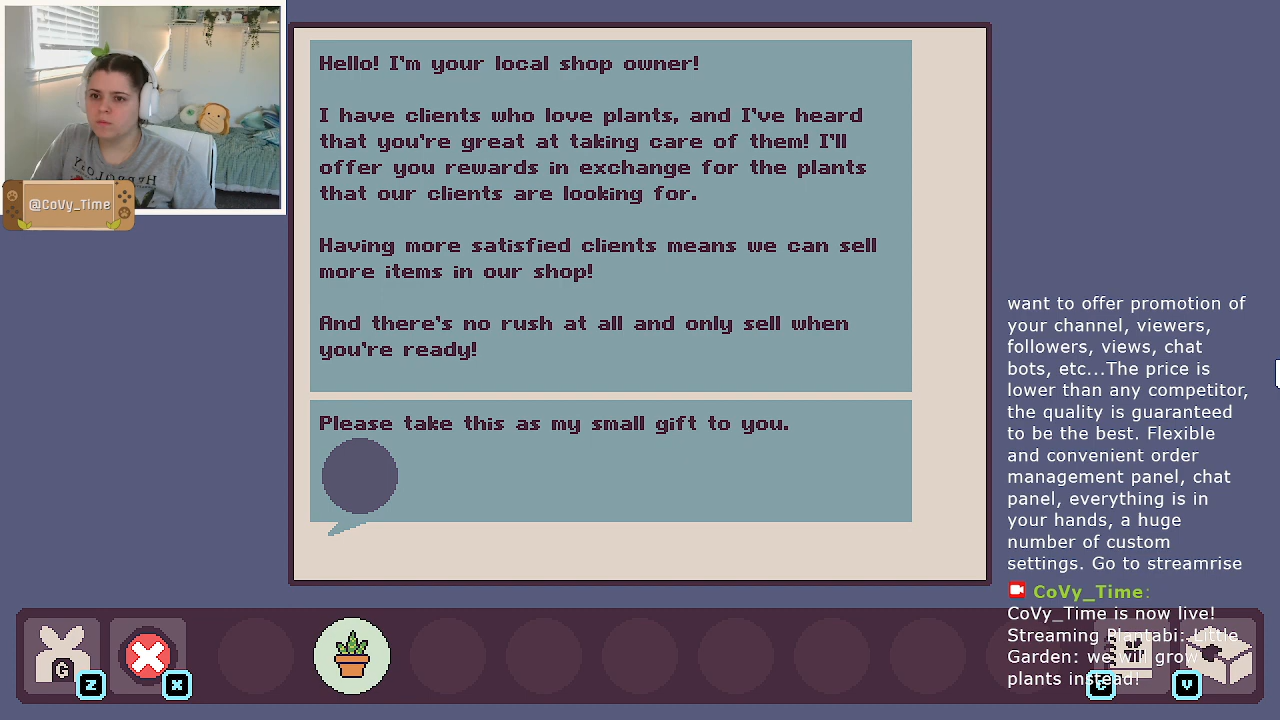 Hello! I'm your local shop owner!
I have clients who love plants, and I've heard
that you're great at taking care of them! I'll
offer you rewards in exchange for the plants
that our clients are looking for.
Having more satisfied clients means we can sell
more items in our shop!
And there's no rush at all and only sell when
you're ready!
Please take this as my small gift to you.
@CoVy_Time
want to offer promotion of
your channel, viewers,
followers, views, chat
bots, etc...The price is
lower than any competitor,
the quality is guaranteed
to be the best. Flexible
and convenient order
management panel, chat
panel, everything is in
your hands, a huge
number of custom
settings. Go to streamrise
CoVy_Time:
CoVy_Time is now live!
Streaming Plantabi: Little
Garden: we will grow
plants instead!
G
Z
X
C
V